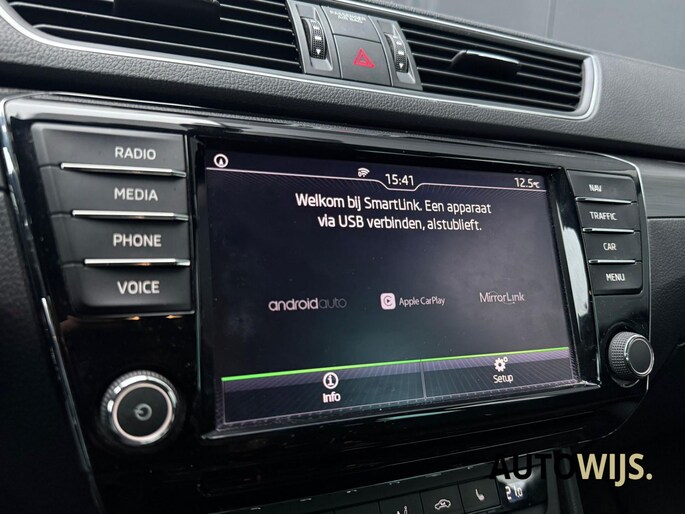 RADIO
MEDIA
PHONE
VOICE
15:41
12.5°C
Welkom bij SmartLink. Een apparaat
via USB verbinden, alstublieft.
androidauto
Apple CarPlay
MirrorLink
Info
Setup
NAV
TRAFFIC
CAR
MENU
AUTOWIJS.